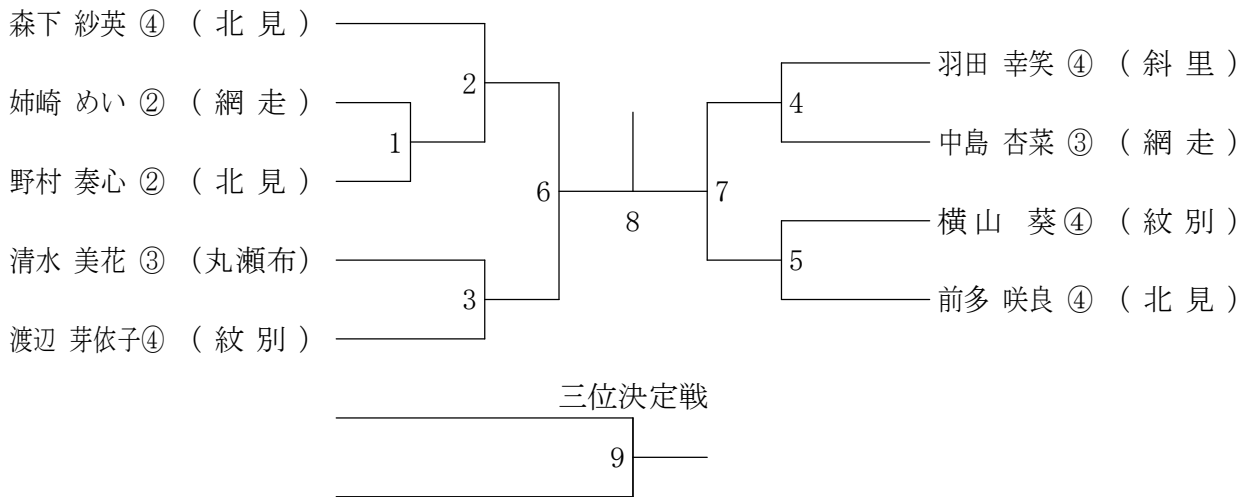 森下 紗英 ④ ( 北 見 )
姉崎 めい ② ( 網 走 )
野村 奏心 ② ( 北 見 )
清水 美花 ③ (丸瀬布)
渡辺 芽依子④ ( 紋 別 )
2
1
6
3
8
羽田 幸笑 ④ ( 斜 里 )
中島 杏菜 ③ ( 網 走 )
横山 葵④ ( 紋 別 )
前多 咲良 ④ ( 北 見 )
4
7
5
三位決定戦
9